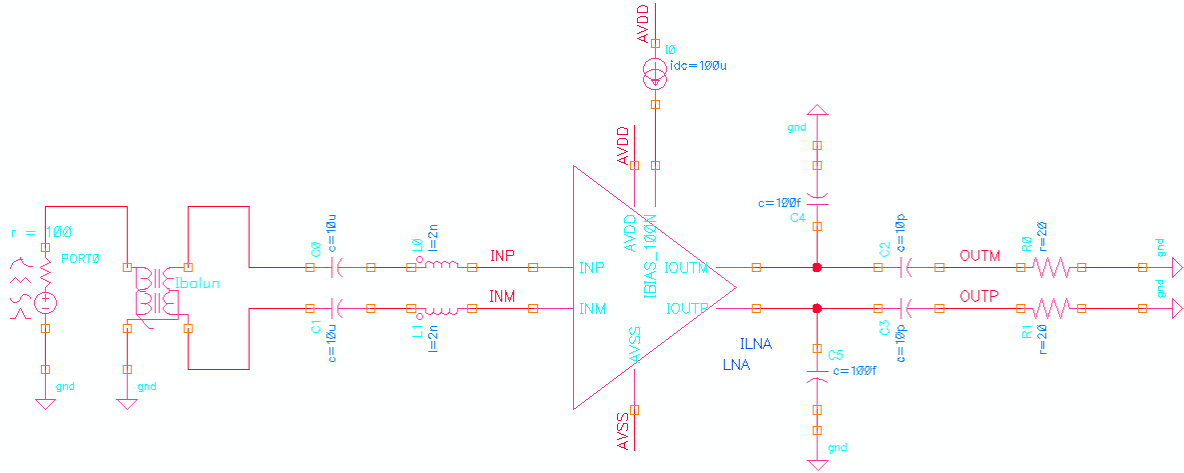 AVDD
I0
idc=100u
AVDD
gnd
c=100f
C4
r = 100
PORT0
Ibalun
C0
c=10u
L0
l=2n
INP
INP
AVDD
IBIAS_100N
IOUTM
C2
c=10p
OUTM
R0
r=20
gnd
C1
c=10u
L1
l=2n
INM
INM
IOUTP
C3
c=10p
OUTP
R1
r=20
gnd
AVSS
ILNA
LNA
C5
c=100f
gnd
gnd
gnd
AVSS